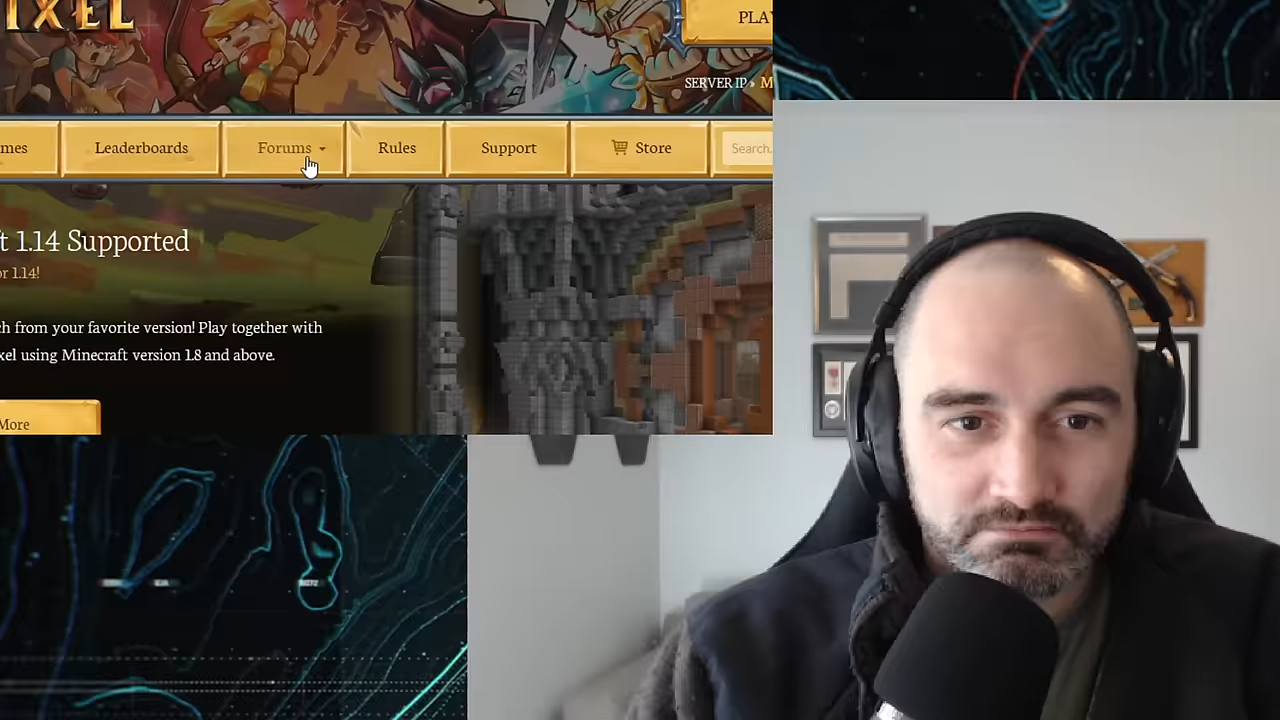 IXEL
PLA
SERVER IP » M
mes
Leaderboards
Forums
Rules
Support
Store
Search.
t 1.14 Supported
or 1.14!
ch from your favorite version! Play together with
xel using Minecraft version 1.8 and above.
More